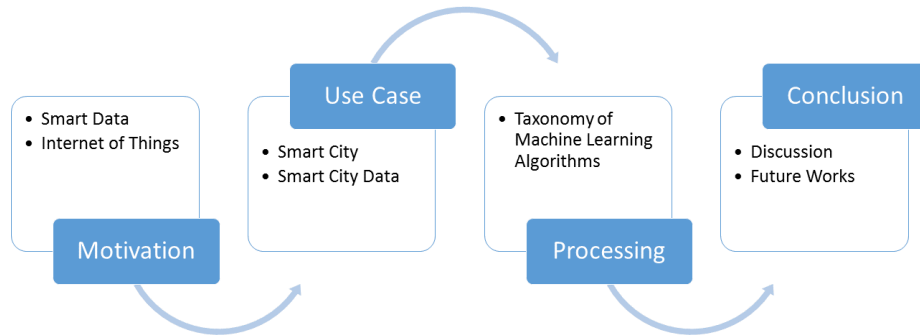 • Smart Data
• Internet of Things
Motivation
Use Case
• Smart City
• Smart City Data
• Taxonomy of
Machine Learning
Algorithms
Processing
Conclusion
• Discussion
• Future Works